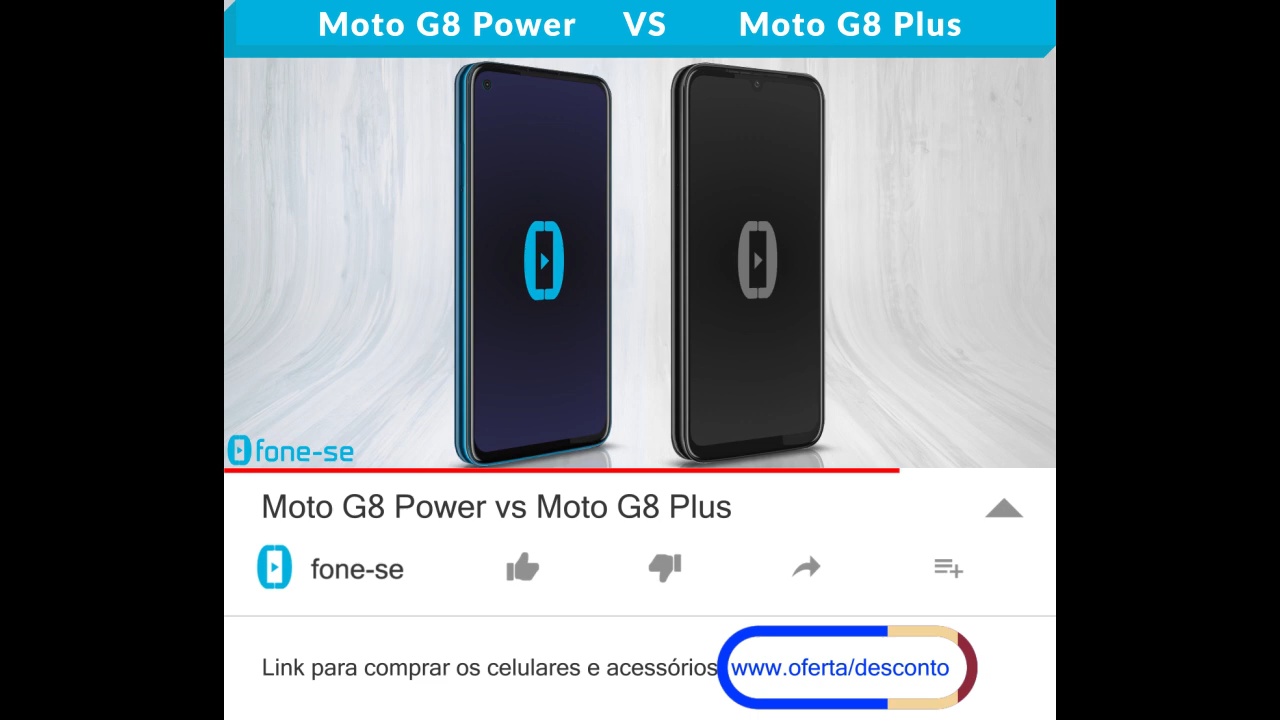 Moto G8 Power VS Moto G8 Plus
fone-se
Moto G8 Power vs Moto G8 Plus
fone-se
Link para comprar os celulares e acessórios www.oferta/desconto